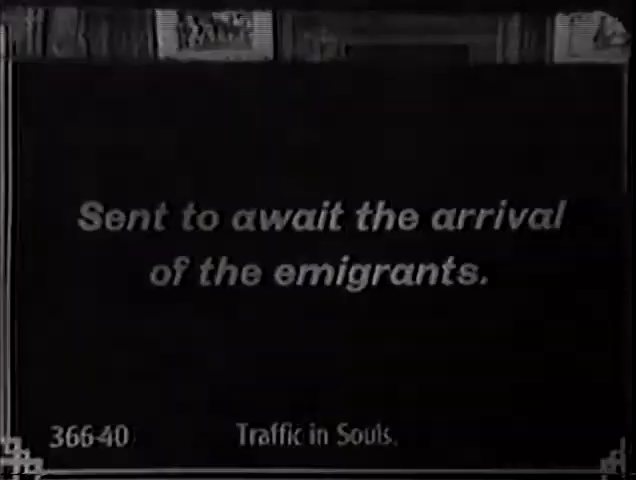 Sent to await the arrival
of the emigrants.
366-40 Traffic in Souls.